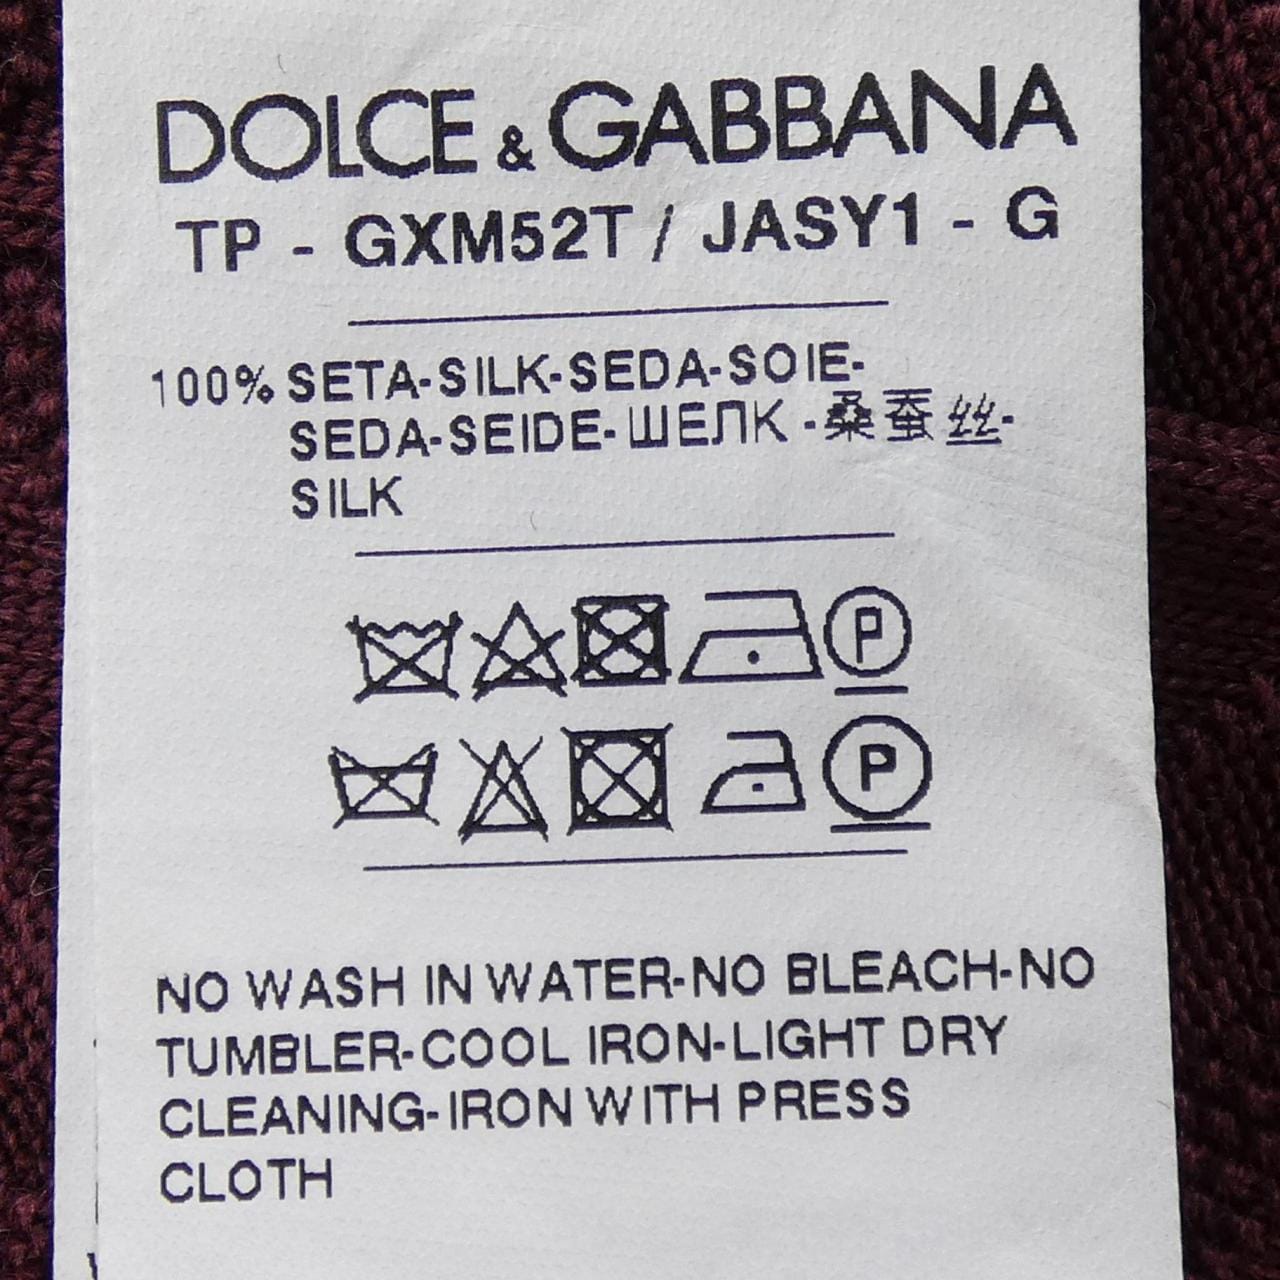 DOLCE & GABBANA
TP - GXM52T / JASY1 - G
100% SETA-SILK-SEDA-SOIE-
SEDA-SEIDE-ШЕЛК -桑蚕丝-
SILK
P
P
NO WASH IN WATER-NO BLEACH-NO
TUMBLER-COOL IRON-LIGHT DRY
CLEANING-IRON WITH PRESS
CLOTH